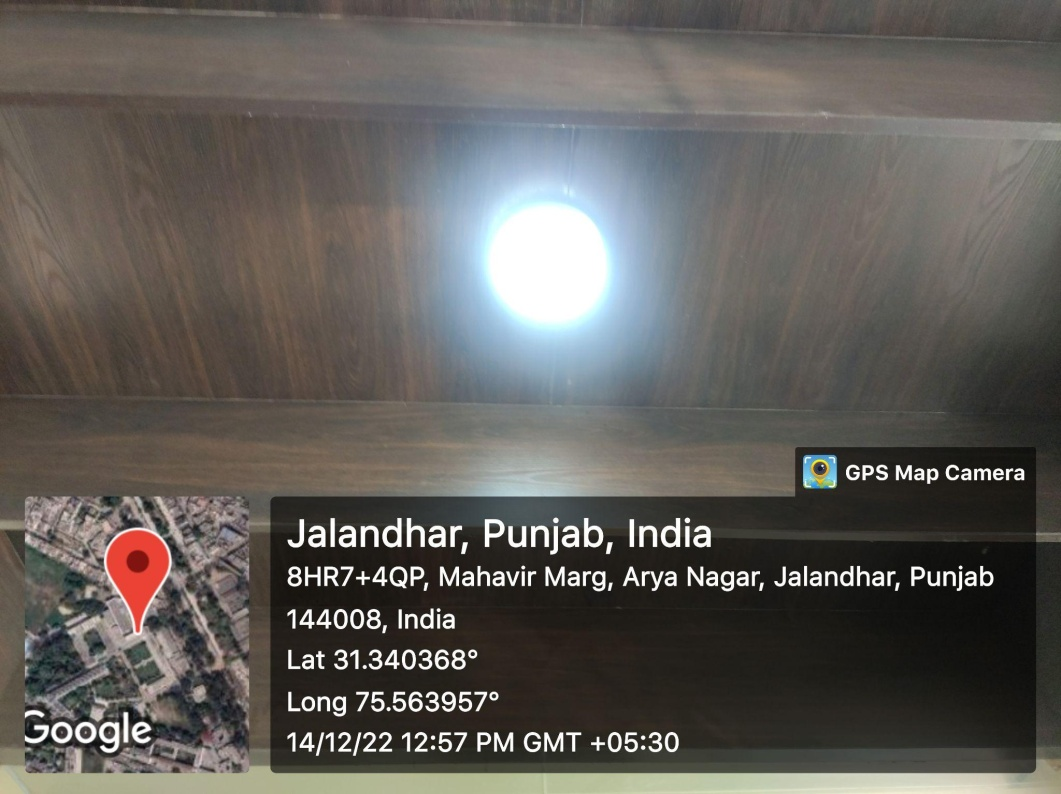 GPS Map Camera
Jalandhar, Punjab, India
8HR7+4QP, Mahavir Marg, Arya Nagar, Jalandhar, Punjab
144008, India
Lat 31.340368°
Long 75.563957°
14/12/22 12:57 PM GMT +05:30
Google